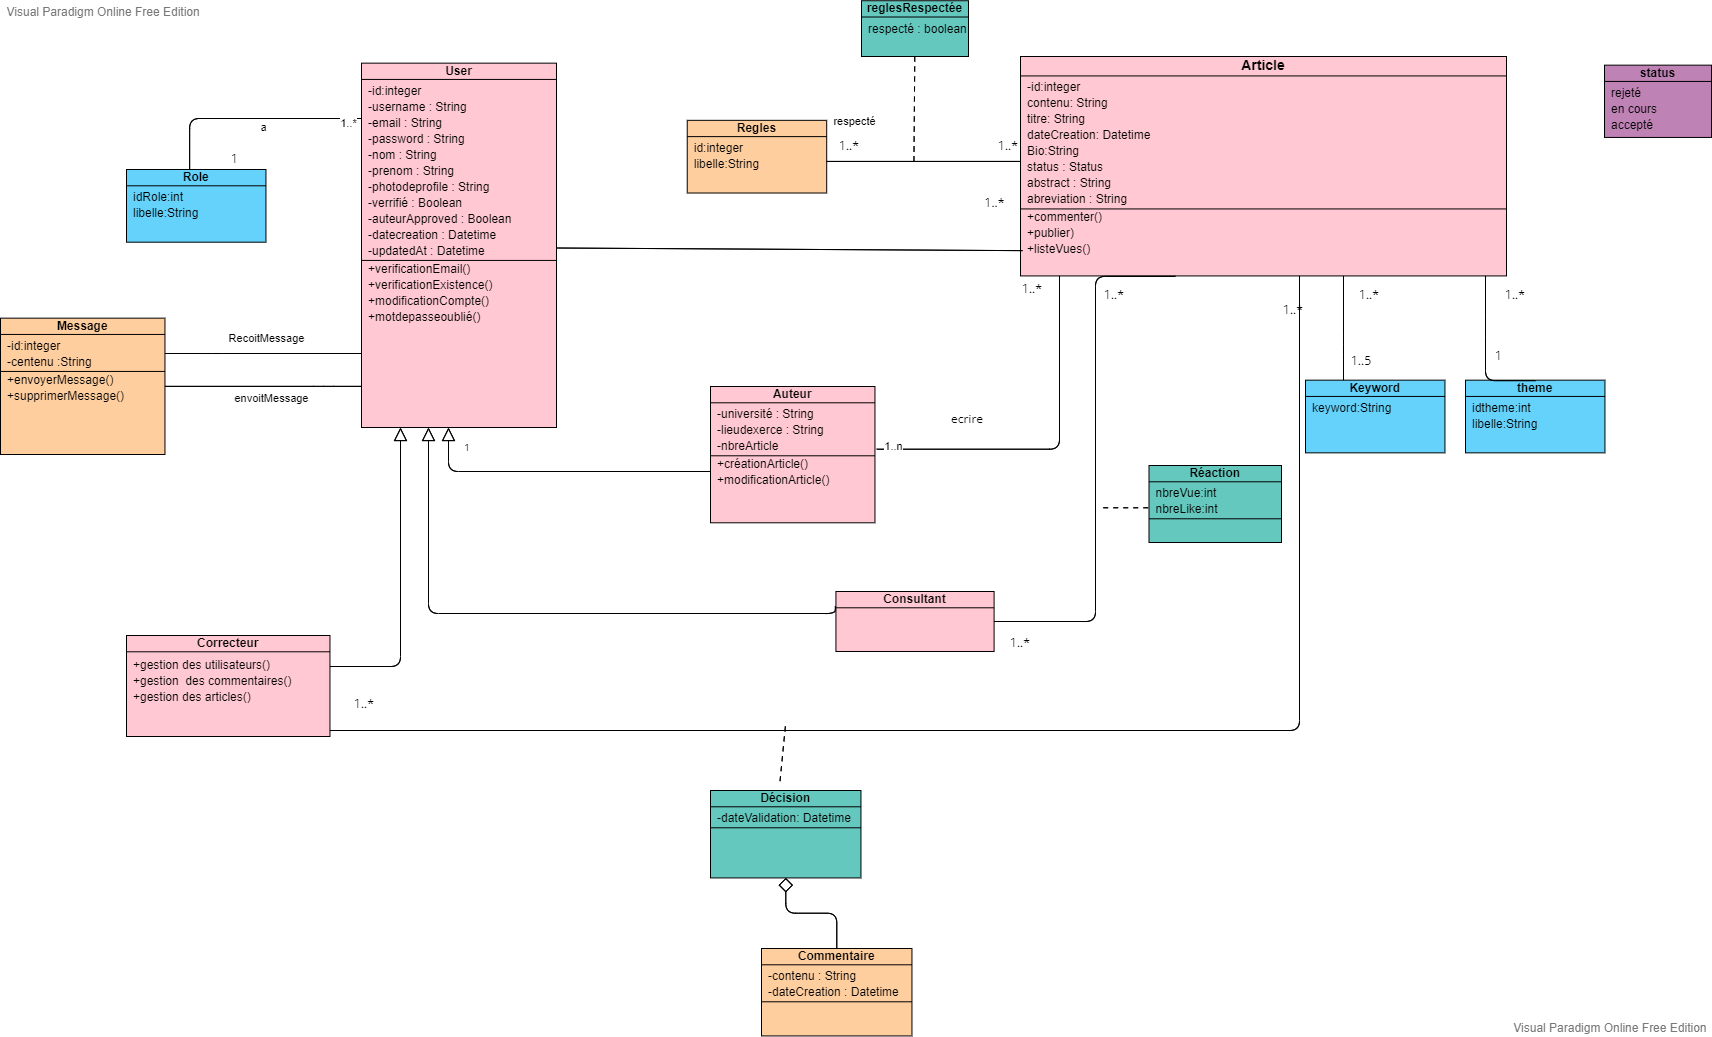 Visual Paradigm Online Free Edition
reglesRespectée
respecté : boolean
User
-id:integer
-username : String
-email : String
-password : String
-nom : String
-prenom : String
-photodeprofile : String
-verrifié : Boolean
-auteurApproved : Boolean
-datecreation : Datetime
-updatedAt : Datetime
+verificationEmail()
+verificationExistence()
+modificationCompte()
+motdepasseoublié()
Article
-id:integer
contenu: String
titre: String
dateCreation: Datetime
Bio:String
status : Status
abstract : String
abreviation : String
+commenter()
+publier)
+listeVues()
status
rejeté
en cours
accepté
a
1..*
1
Role
idRole:int
libelle:String
Regles
id:integer
libelle:String
respecté
1..*
1..*
1..*
Message
-id:integer
-centenu :String
+envoyerMessage()
+supprimerMessage()
RecoitMessage
envoitMessage
1..*
1..*
1..*
1..*
1..*
1..5
1
Keyword
keyword:String
theme
idtheme:int
libelle:String
Auteur
-université : String
-lieudexerce : String
-nbreArticle
+créationArticle()
+modificationArticle()
1
1..n
ecrire
Réaction
nbreVue:int
nbreLike:int
Consultant
1..*
Correcteur
+gestion des utilisateurs()
+gestion  des commentaires()
+gestion des articles()
1..*
Décision
-dateValidation: Datetime
Commentaire
-contenu : String
-dateCreation : Datetime
Visual Paradigm Online Free Edition